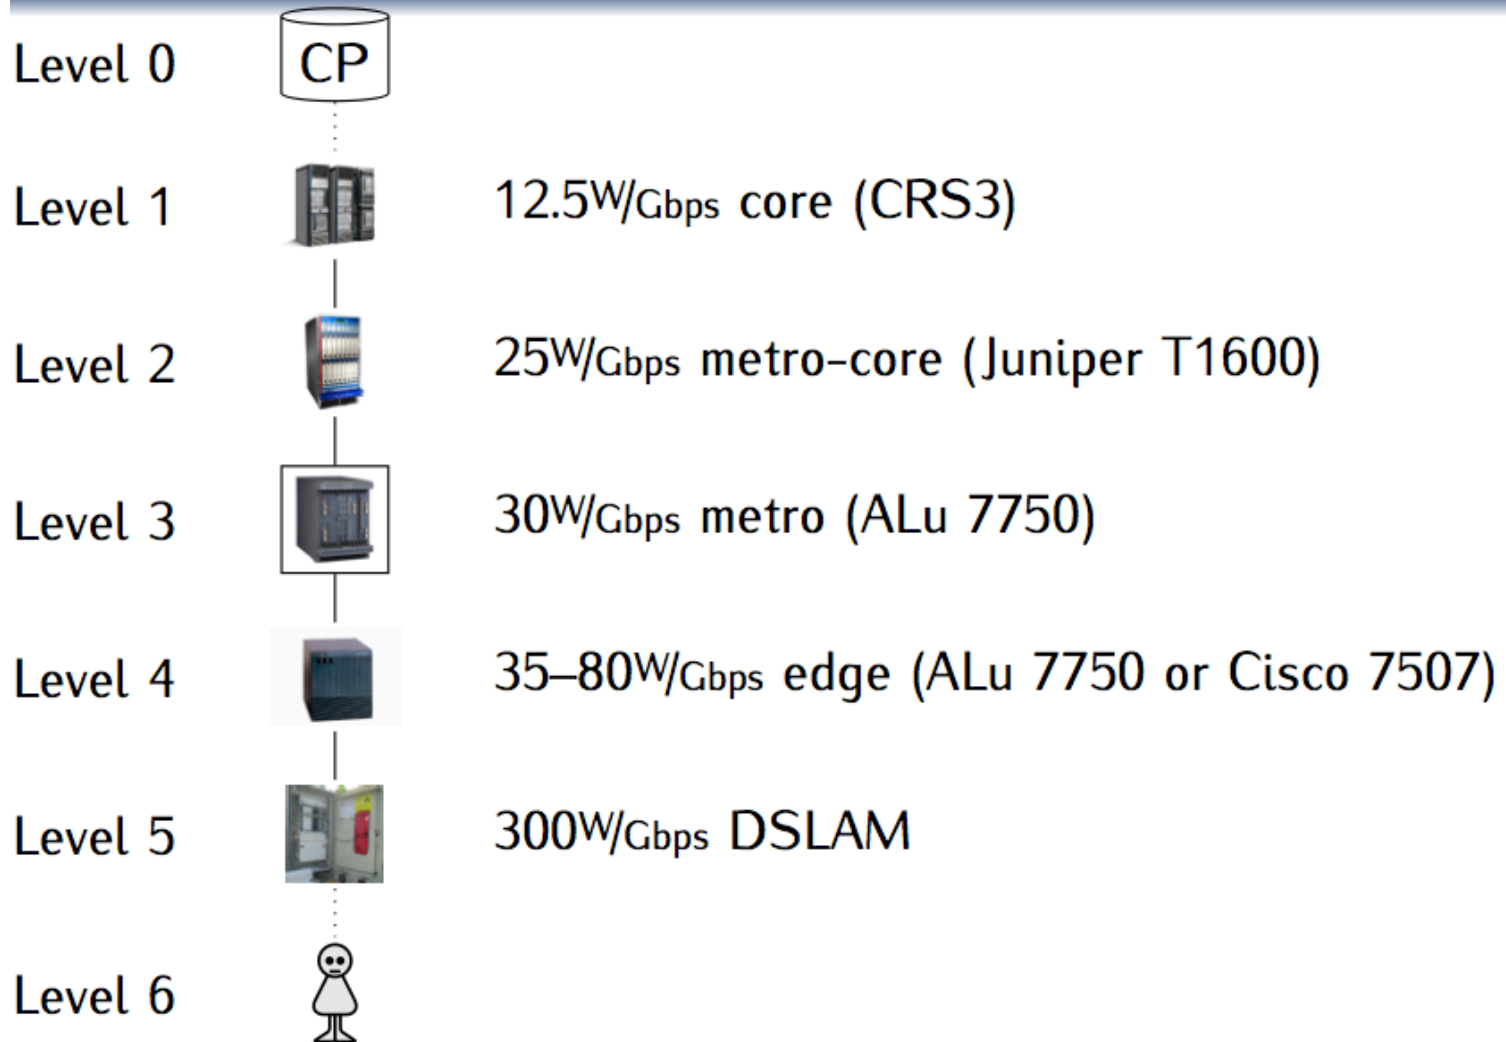 Level 0 CP
Level 1 12.5W/Gbps core (CRS3)
Level 2 25W/Gbps metro-core (Juniper T1600)
Level 3 30W/Gbps metro (ALu 7750)
Level 4 35–80W/Gbps edge (ALu 7750 or Cisco 7507)
Level 5 300W/Gbps DSLAM
Level 6